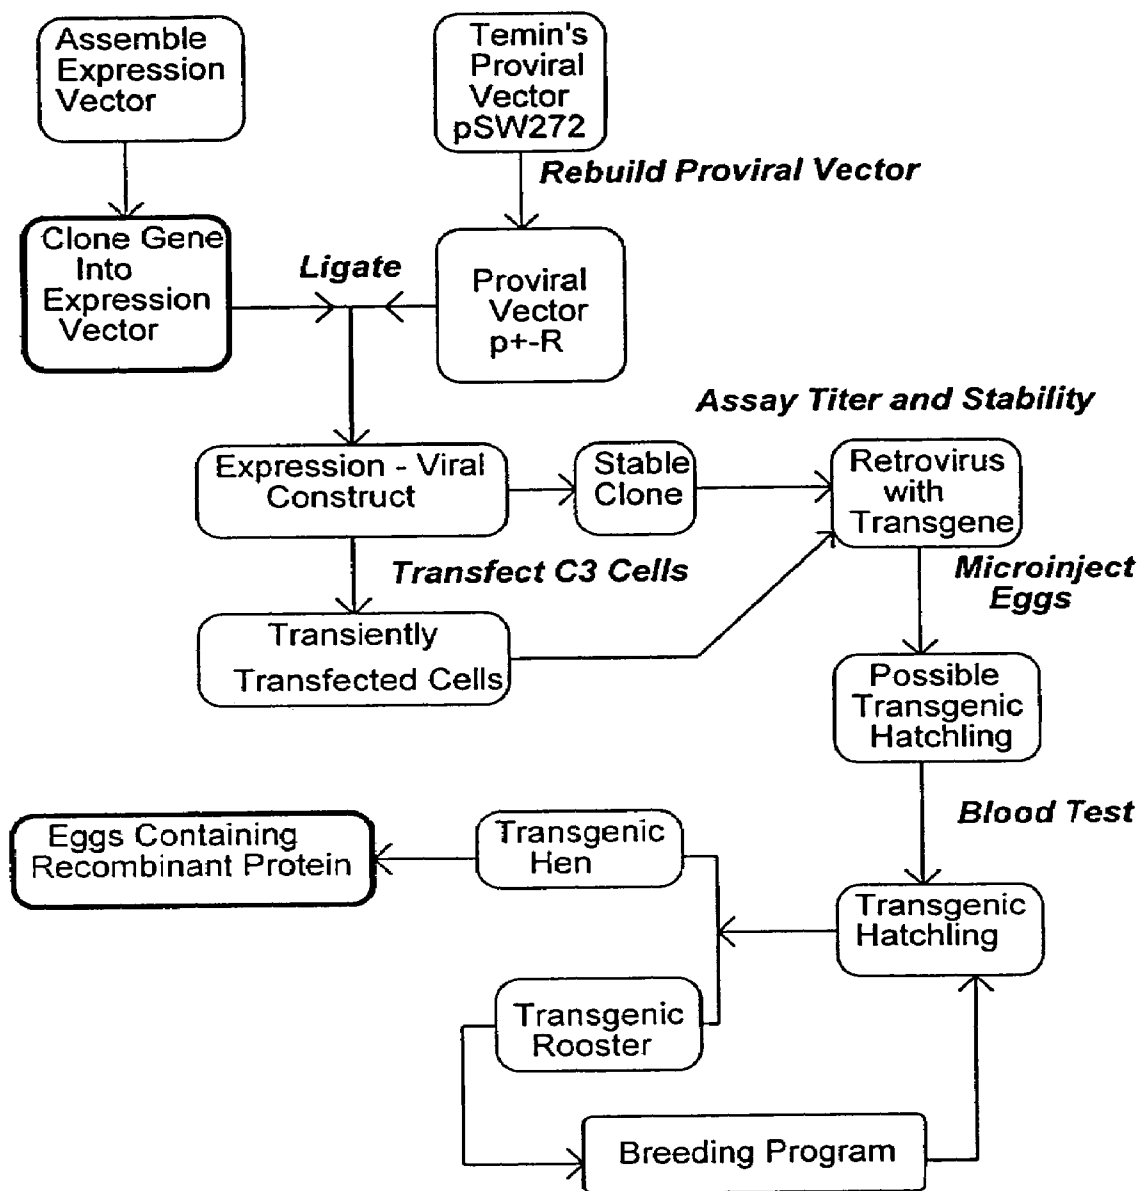 Assemble
Expression
Vector
Temin's
Proviral
Vector
pSW272
Rebuild Proviral Vector
Clone Gene
Into
Expression
Vector
Ligate
Proviral
Vector
p+-R
Assay Titer and Stability
Expression - Viral
Construct
Stable
Clone
Retrovirus
with
Transgene
Transfect C3 Cells
Microinject
Eggs
Transiently
Transfected Cells
Possible
Transgenic
Hatchling
Blood Test
Eggs Containing
Recombinant Protein
Transgenic
Hen
Transgenic
Hatchling
Transgenic
Rooster
Breeding Program